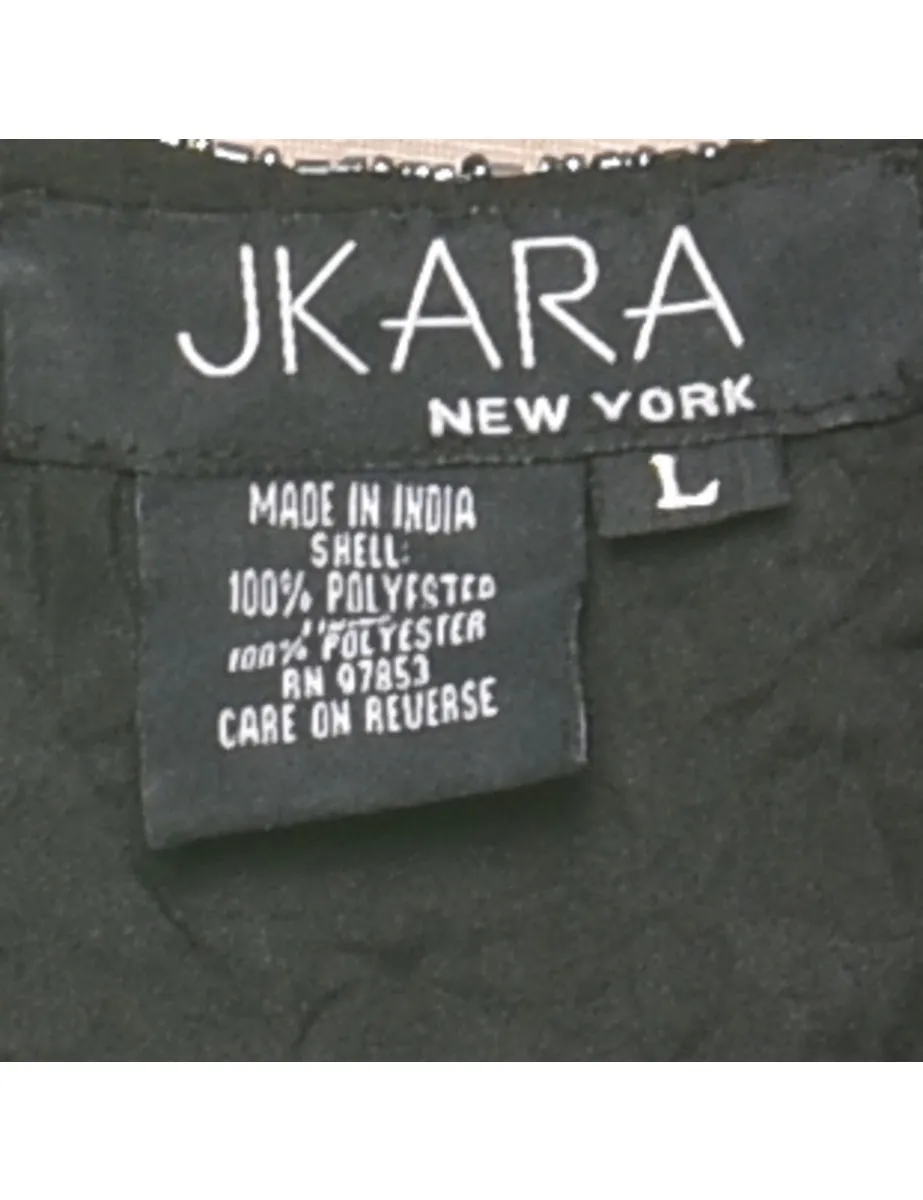 JKARA
NEW YORK
L
MADE IN INDIA
SHELL:
100% POLYESTER
100% POLYESTER
RN 97853
CARE ON REVERSE